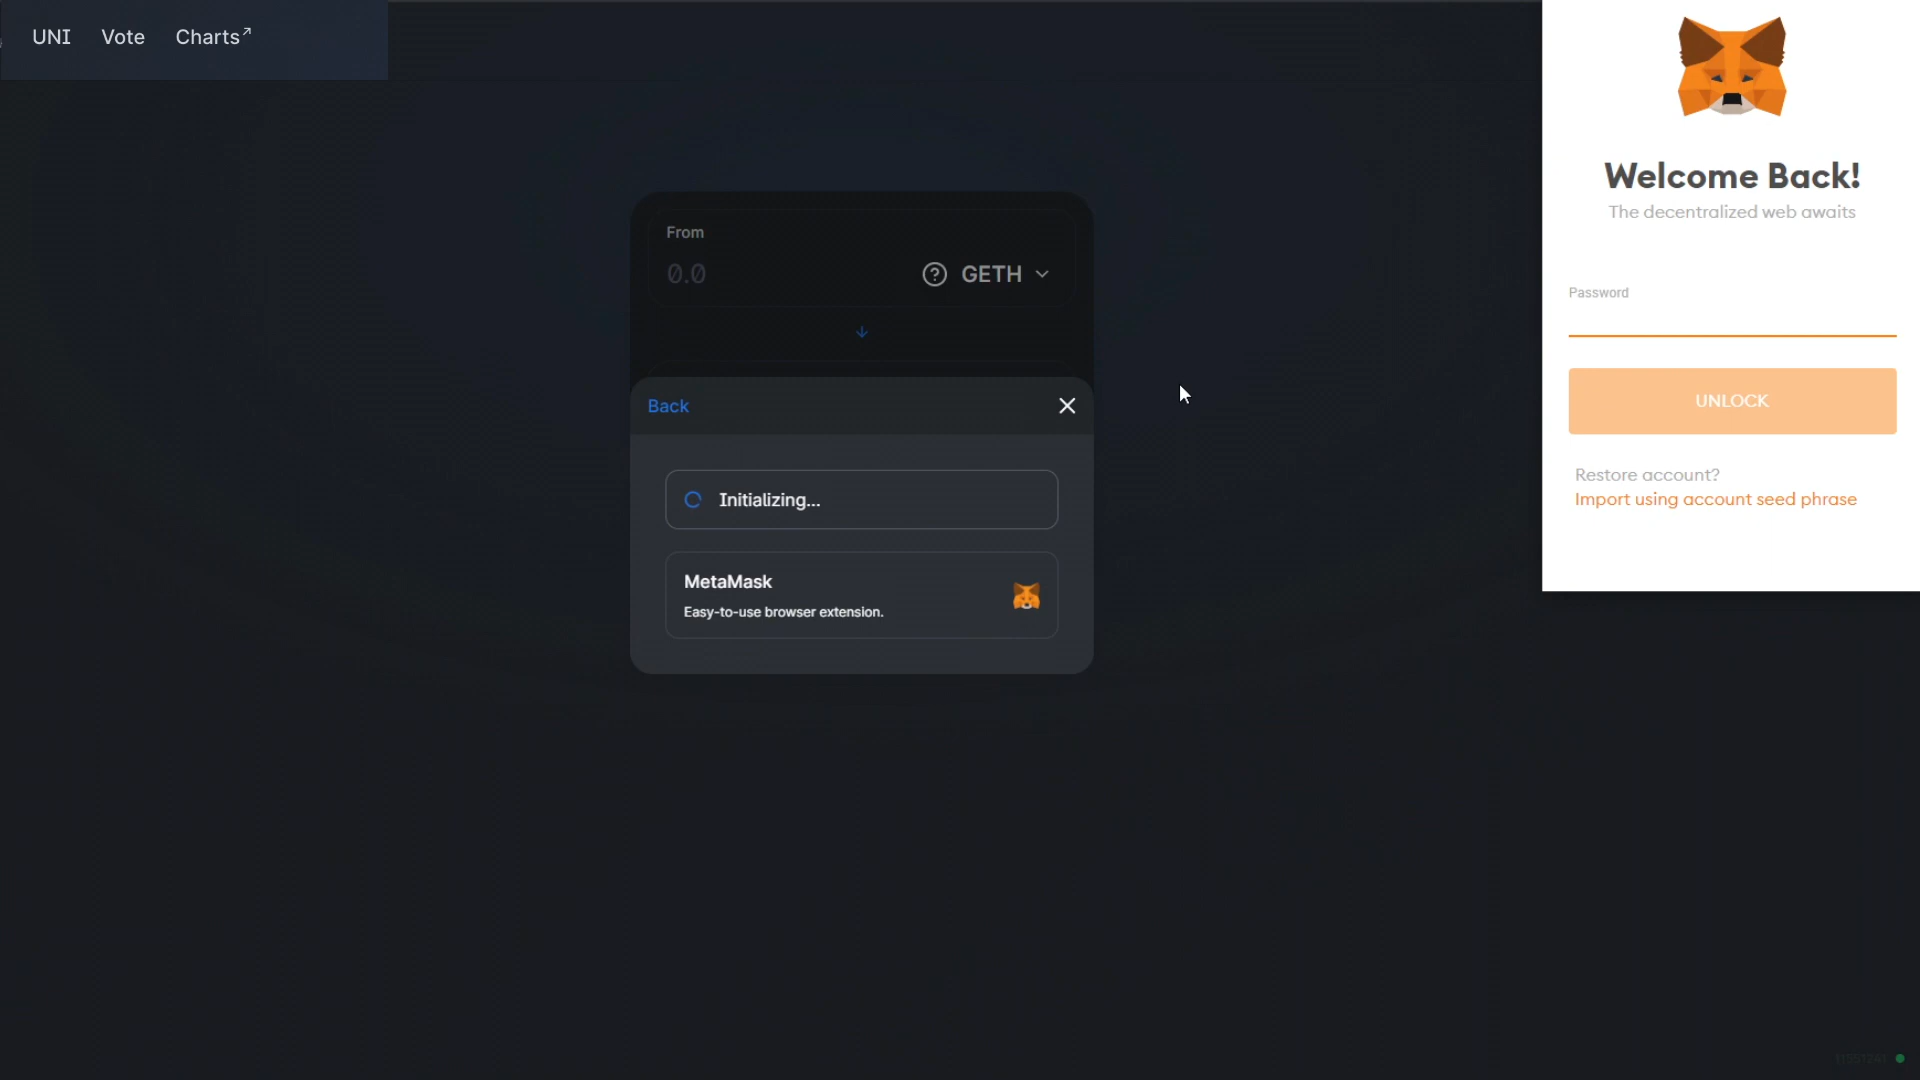 UNI Vote Charts↗
From
0.0 GETH
Back
Initializing...
MetaMask
Easy-to-use browser extension.
Welcome Back!
The decentralized web awaits
Password
UNLOCK
Restore account?
Import using account seed phrase